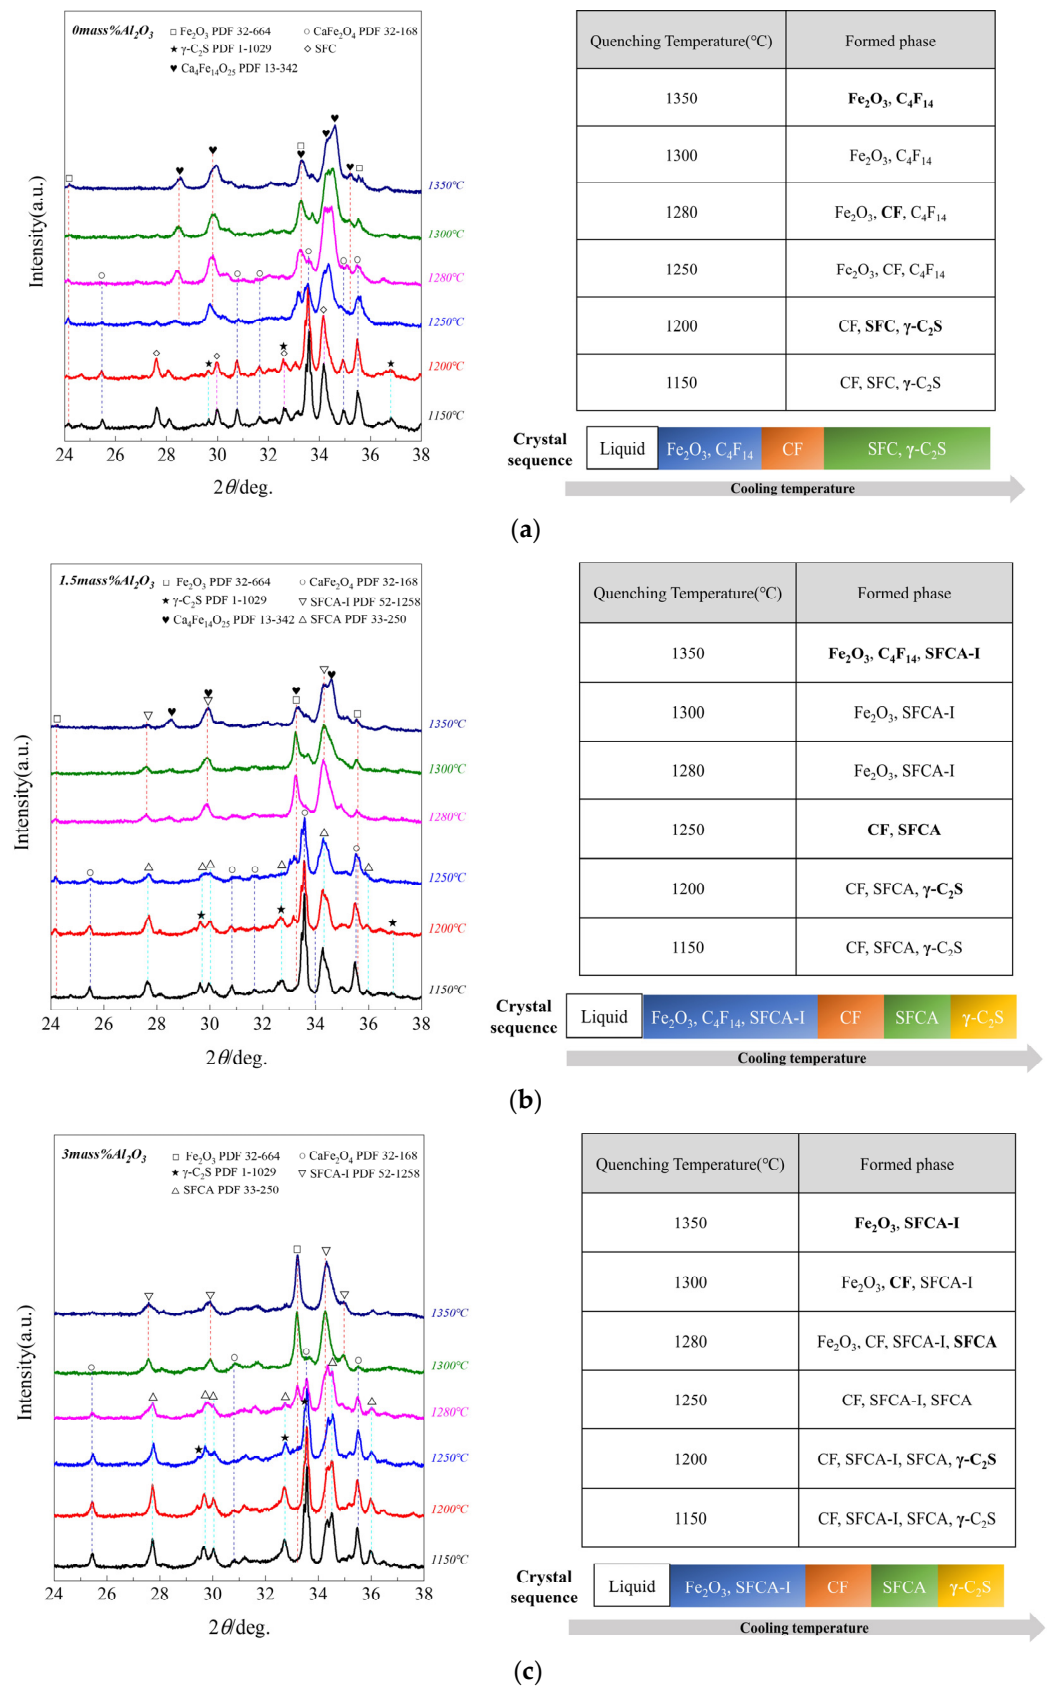 0mass%Al₂O₃
□ Fe₂O₃ PDF 32-664 ○ CaFe₂O₄ PDF 32-168
★ γ-C₂S PDF 1-1029 ◇ SFC
♥ Ca₄Fe₁₄O₂₅ PDF 13-342
Intensity(a.u.)
1350℃
1300℃
1280℃
1250℃
1200℃
1150℃
24 26 28 30 32 34 36 38
2θ/deg.
Quenching Temperature(℃) Formed phase
1350 Fe₂O₃, C₄F₁₄
1300 Fe₂O₃, C₄F₁₄
1280 Fe₂O₃, CF, C₄F₁₄
1250 Fe₂O₃, CF, C₄F₁₄
1200 CF, SFC, γ-C₂S
1150 CF, SFC, γ-C₂S
Crystal sequence
Liquid Fe₂O₃, C₄F₁₄ CF SFC, γ-C₂S
Cooling temperature
(a)
1.5mass%Al₂O₃
□ Fe₂O₃ PDF 32-664 ○ CaFe₂O₄ PDF 32-168
★ γ-C₂S PDF 1-1029 ▽ SFCA-I PDF 52-1258
♥ Ca₄Fe₁₄O₂₅ PDF 13-342 △ SFCA PDF 33-250
Intensity(a.u.)
1350℃
1300℃
1280℃
1250℃
1200℃
1150℃
24 26 28 30 32 34 36 38
2θ/deg.
Quenching Temperature(℃) Formed phase
1350 Fe₂O₃, C₄F₁₄, SFCA-I
1300 Fe₂O₃, SFCA-I
1280 Fe₂O₃, SFCA-I
1250 CF, SFCA
1200 CF, SFCA, γ-C₂S
1150 CF, SFCA, γ-C₂S
Crystal sequence
Liquid Fe₂O₃, C₄F₁₄, SFCA-I CF SFCA γ-C₂S
Cooling temperature
(b)
3mass%Al₂O₃
□ Fe₂O₃ PDF 32-664 ○ CaFe₂O₄ PDF 32-168
★ γ-C₂S PDF 1-1029 ▽ SFCA-I PDF 52-1258
△ SFCA PDF 33-250
Intensity(a.u.)
1350℃
1300℃
1280℃
1250℃
1200℃
1150℃
24 26 28 30 32 34 36 38
2θ/deg.
Quenching Temperature(℃) Formed phase
1350 Fe₂O₃, SFCA-I
1300 Fe₂O₃, CF, SFCA-I
1280 Fe₂O₃, CF, SFCA-I, SFCA
1250 CF, SFCA-I, SFCA
1200 CF, SFCA-I, SFCA, γ-C₂S
1150 CF, SFCA-I, SFCA, γ-C₂S
Crystal sequence
Liquid Fe₂O₃, SFCA-I CF SFCA γ-C₂S
Cooling temperature
(c)